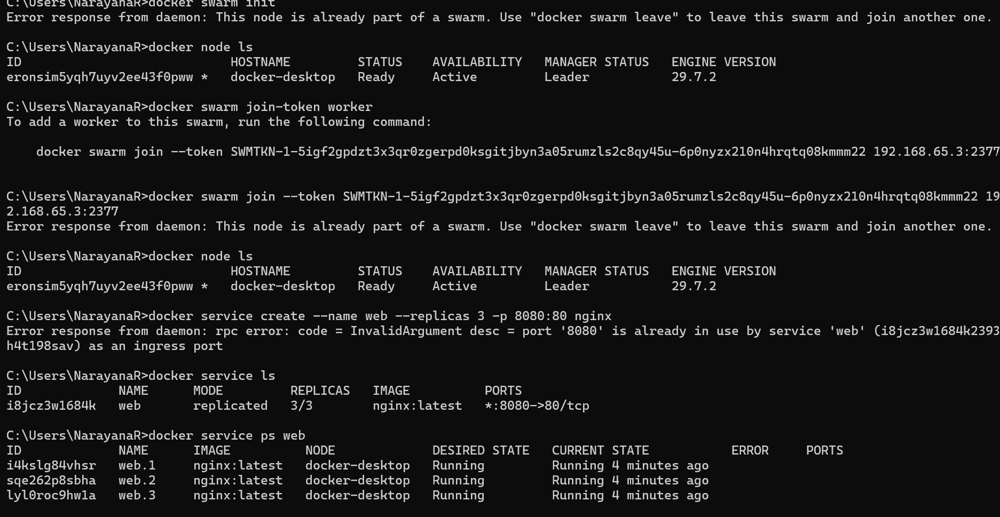 C:\Users\NarayanaR>docker swarm init
Error response from daemon: This node is already part of a swarm. Use "docker swarm leave" to leave this swarm and join another one.
C:\Users\NarayanaR>docker node ls
ID                            HOSTNAME         STATUS    AVAILABILITY   MANAGER STATUS   ENGINE VERSION
eronsim5yqh7uyv2ee43f0pww *   docker-desktop   Ready     Active         Leader           29.7.2
C:\Users\NarayanaR>docker swarm join-token worker
To add a worker to this swarm, run the following command:
    docker swarm join --token SWMTKN-1-5igf2gpdzt3x3qr0zgerpd0ksgitjbyn3a05rumzls2c8qy45u-6p0nyzx210n4hrqtq08kmmm22 192.168.65.3:2377
C:\Users\NarayanaR>docker swarm join --token SWMTKN-1-5igf2gpdzt3x3qr0zgerpd0ksgitjbyn3a05rumzls2c8qy45u-6p0nyzx210n4hrqtq08kmmm22 19
2.168.65.3:2377
Error response from daemon: This node is already part of a swarm. Use "docker swarm leave" to leave this swarm and join another one.
C:\Users\NarayanaR>docker node ls
ID                            HOSTNAME         STATUS    AVAILABILITY   MANAGER STATUS   ENGINE VERSION
eronsim5yqh7uyv2ee43f0pww *   docker-desktop   Ready     Active         Leader           29.7.2
C:\Users\NarayanaR>docker service create --name web --replicas 3 -p 8080:80 nginx
Error response from daemon: rpc error: code = InvalidArgument desc = port '8080' is already in use by service 'web' (i8jcz3w1684k2393
h4t198sav) as an ingress port
C:\Users\NarayanaR>docker service ls
ID             NAME      MODE         REPLICAS   IMAGE          PORTS
i8jcz3w1684k   web       replicated   3/3        nginx:latest   *:8080->80/tcp
C:\Users\NarayanaR>docker service ps web
ID             NAME      IMAGE          NODE             DESIRED STATE   CURRENT STATE           ERROR     PORTS
i4kslg84vhsr   web.1     nginx:latest   docker-desktop   Running         Running 4 minutes ago
sqe262p8sbha   web.2     nginx:latest   docker-desktop   Running         Running 4 minutes ago
lyl0roc9hw1a   web.3     nginx:latest   docker-desktop   Running         Running 4 minutes ago